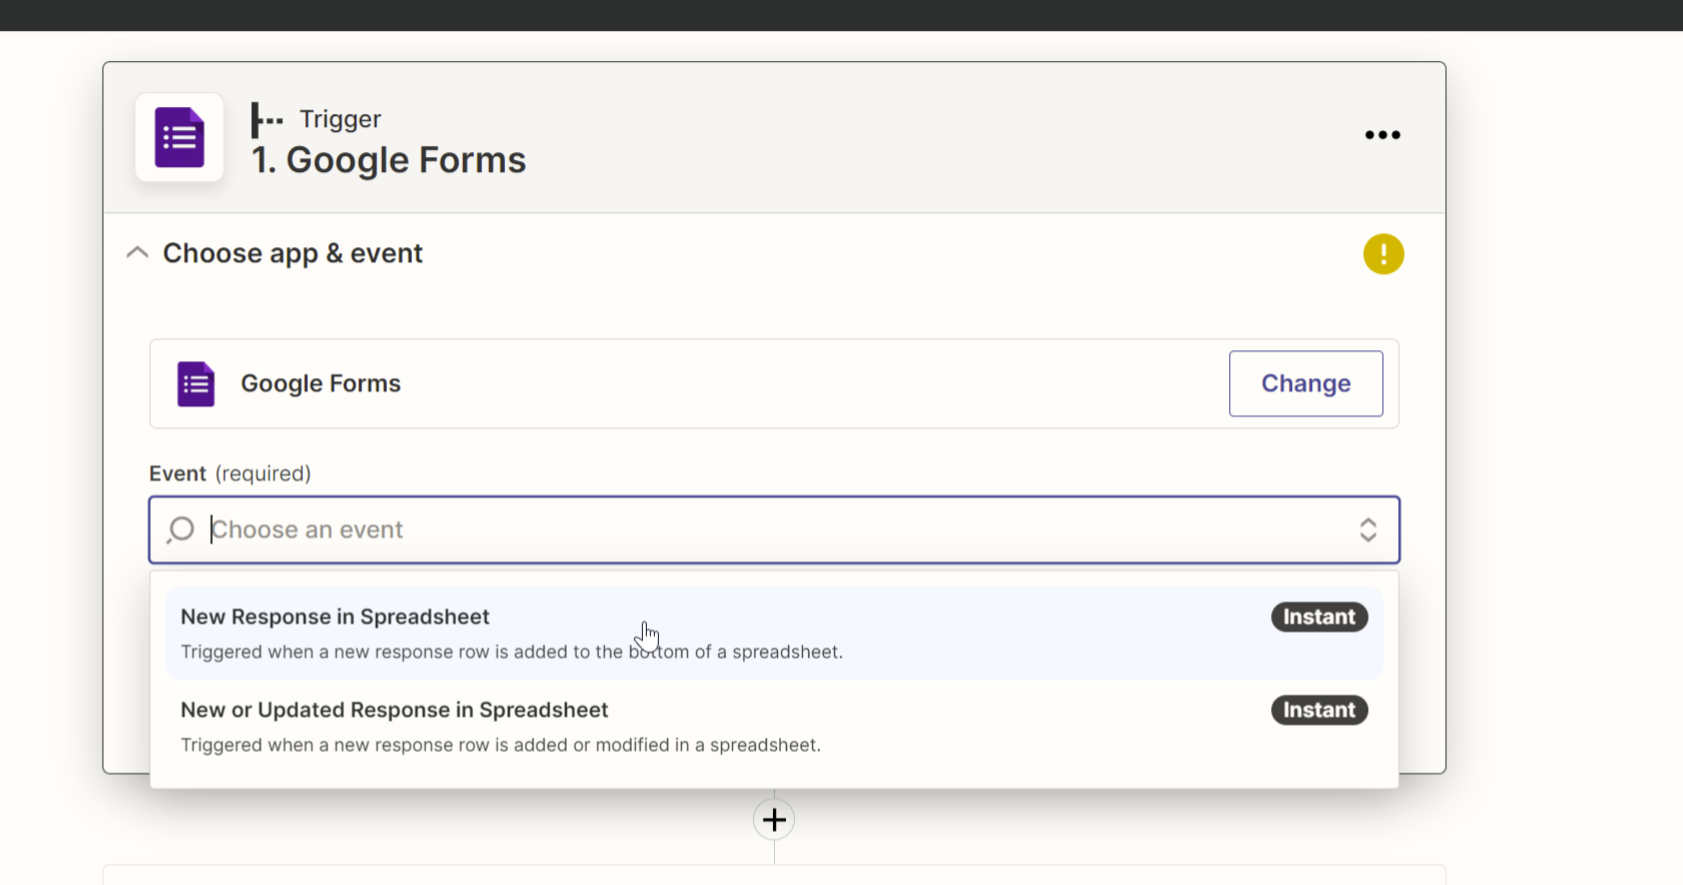 Trigger
1. Google Forms
Choose app & event
Google Forms
Change
Event (required)
Choose an event
New Response in Spreadsheet
Instant
Triggered when a new response row is added to the bottom of a spreadsheet.
New or Updated Response in Spreadsheet
Instant
Triggered when a new response row is added or modified in a spreadsheet.